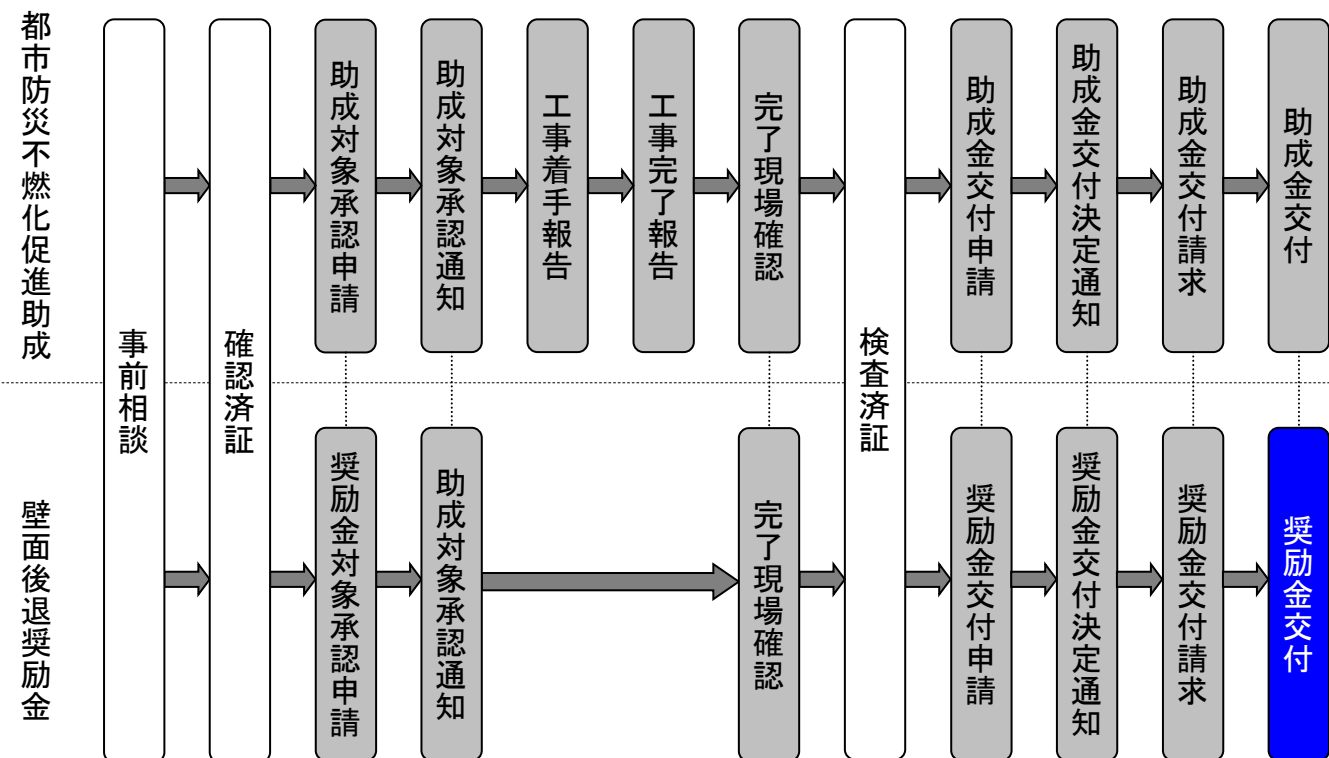 都市防災不燃化促進助成
事前相談
確認済証
助成対象承認申請
助成対象承認通知
工事着手報告
工事完了報告
完了現場確認
検査済証
助成金交付申請
助成金交付決定通知
助成金交付請求
助成金交付
壁面後退奨励金
奨励金対象承認申請
助成対象承認通知
完了現場確認
奨励金交付申請
奨励金交付決定通知
奨励金交付請求
奨励金交付